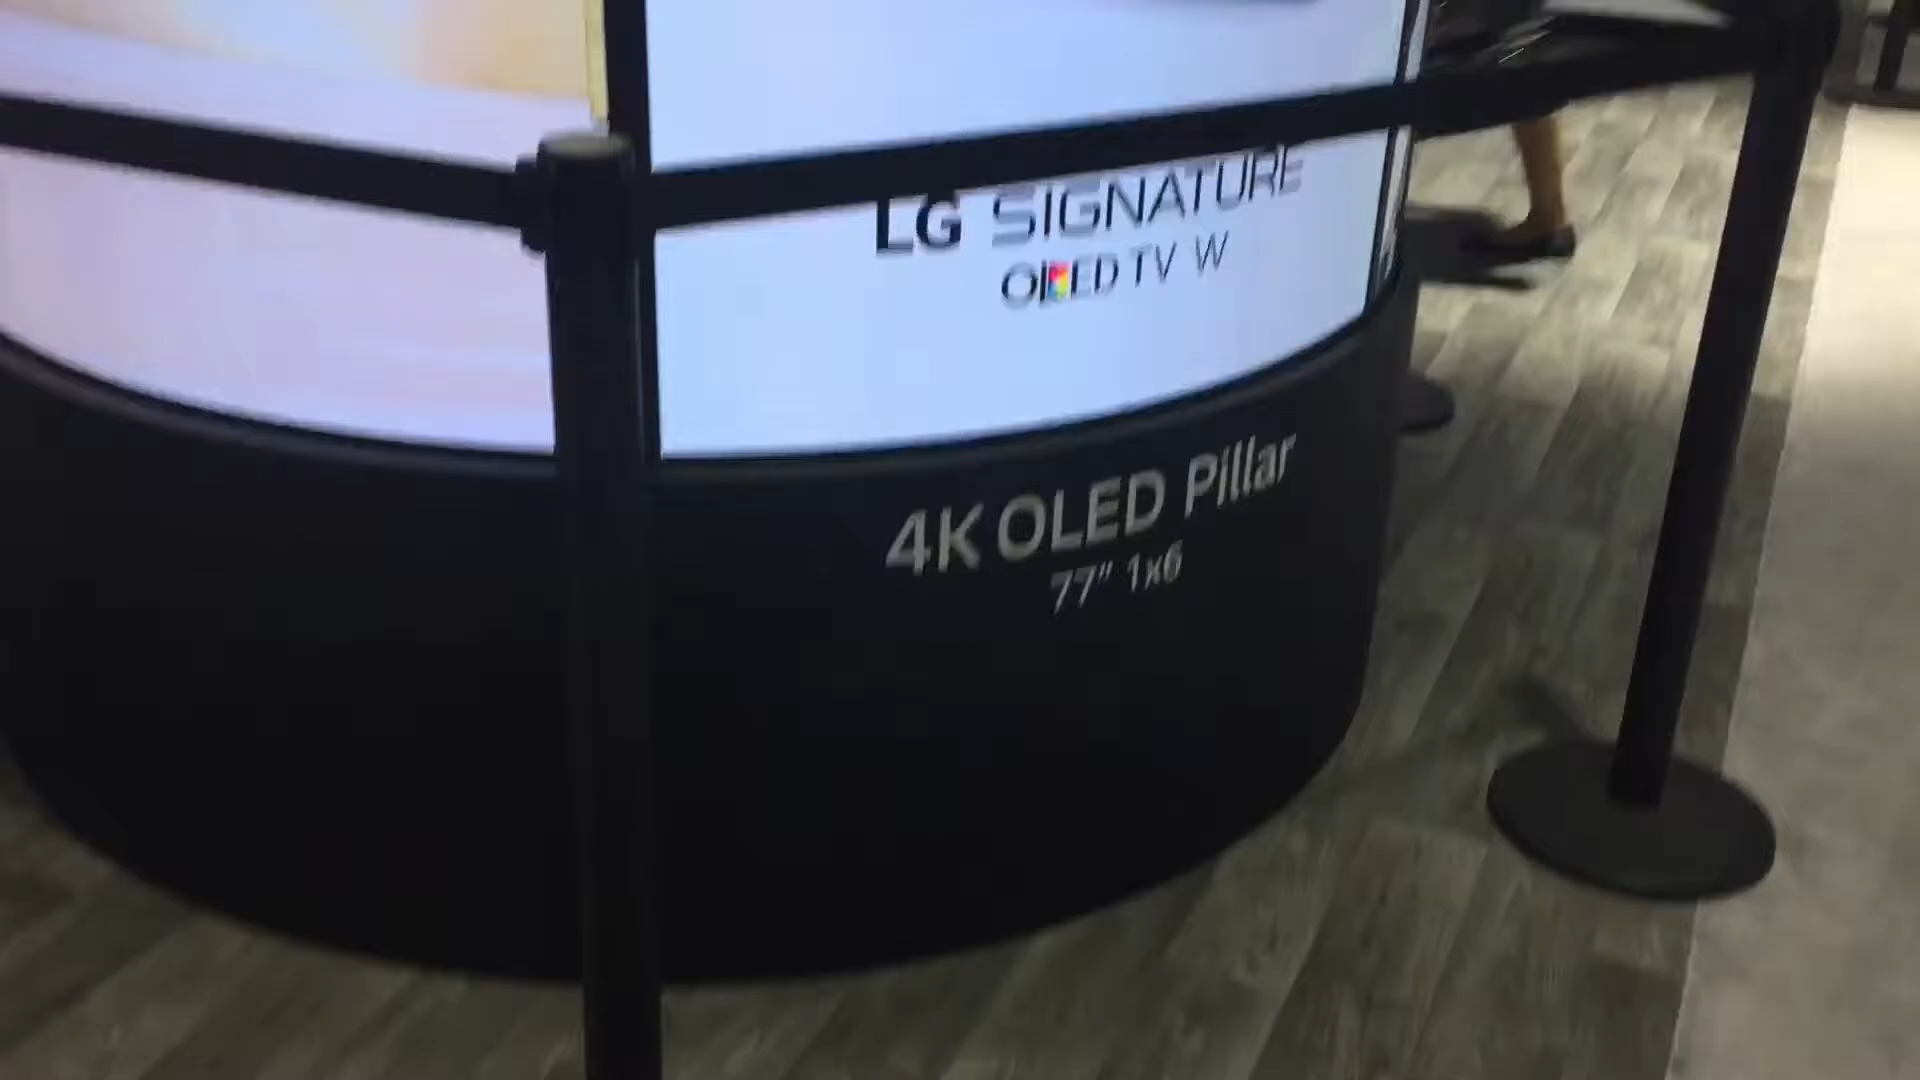 LG SIGNATURE
OLED TV W
4K OLED Pillar
77" 1x6